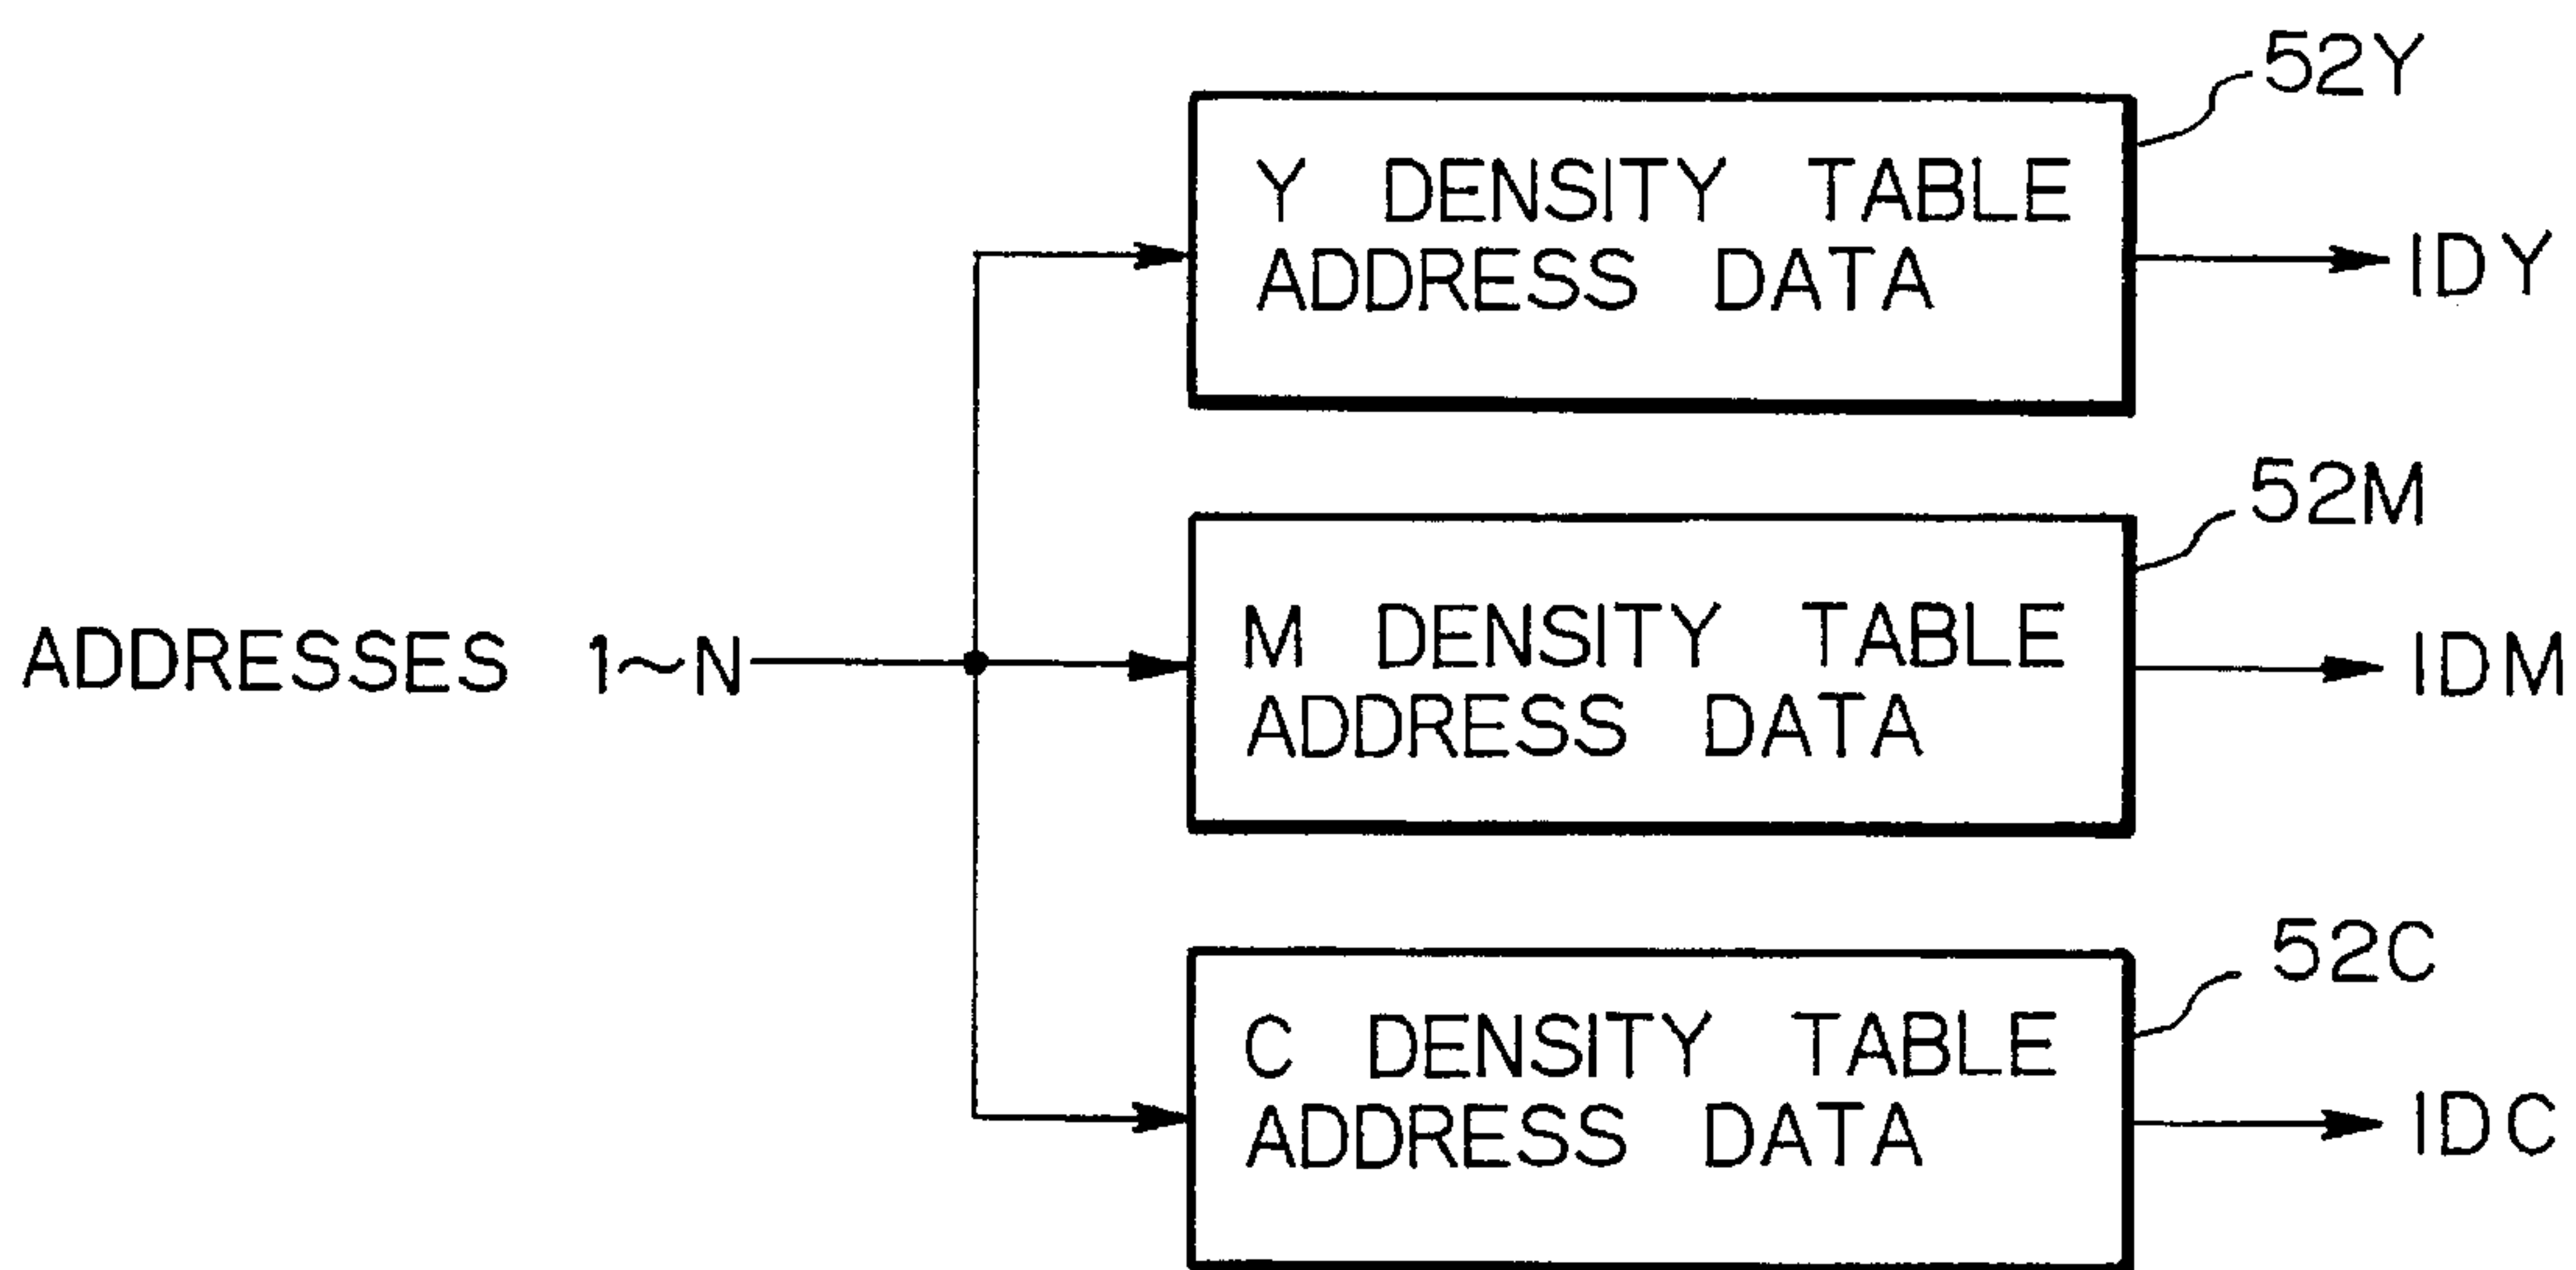 52Y
Y DENSITY TABLE
ADDRESS DATA
IDY
52M
ADDRESSES 1~N
M DENSITY TABLE
ADDRESS DATA
IDM
52C
C DENSITY TABLE
ADDRESS DATA
IDC